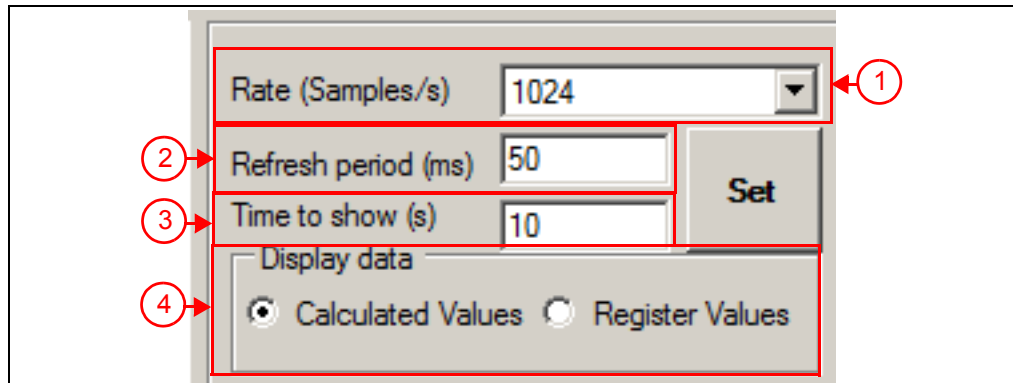 Rate (Samples/s) 1024 1
2 Refresh period (ms) 50
Set
3 Time to show (s) 10
Display data
4 Calculated Values Register Values